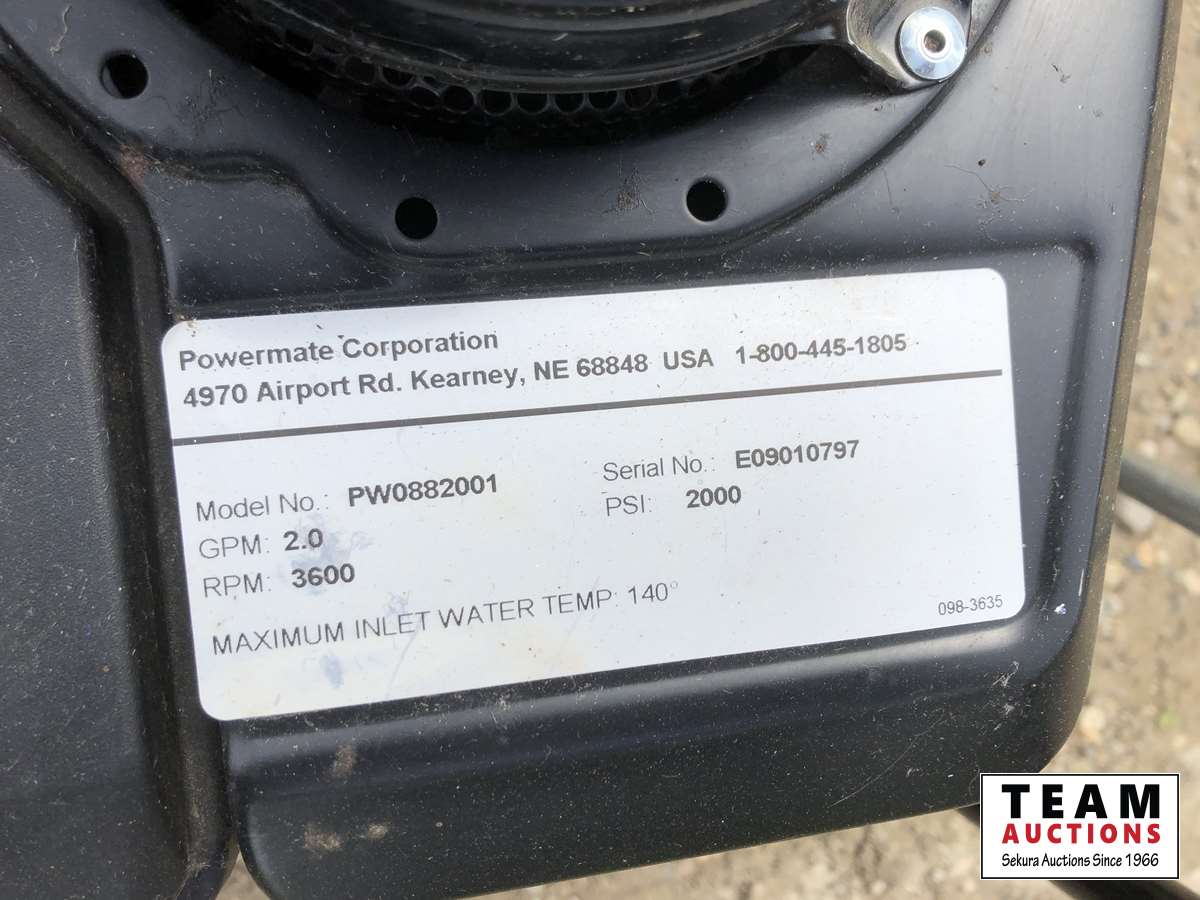 Powermate Corporation
4970 Airport Rd. Kearney, NE 68848 USA 1-800-445-1805
Model No.: PW0882001 Serial No.: E09010797
GPM: 2.0 PSI: 2000
RPM: 3600
MAXIMUM INLET WATER TEMP: 140°
098-3635
TEAM
AUCTIONS
Sekura Auctions Since 1966